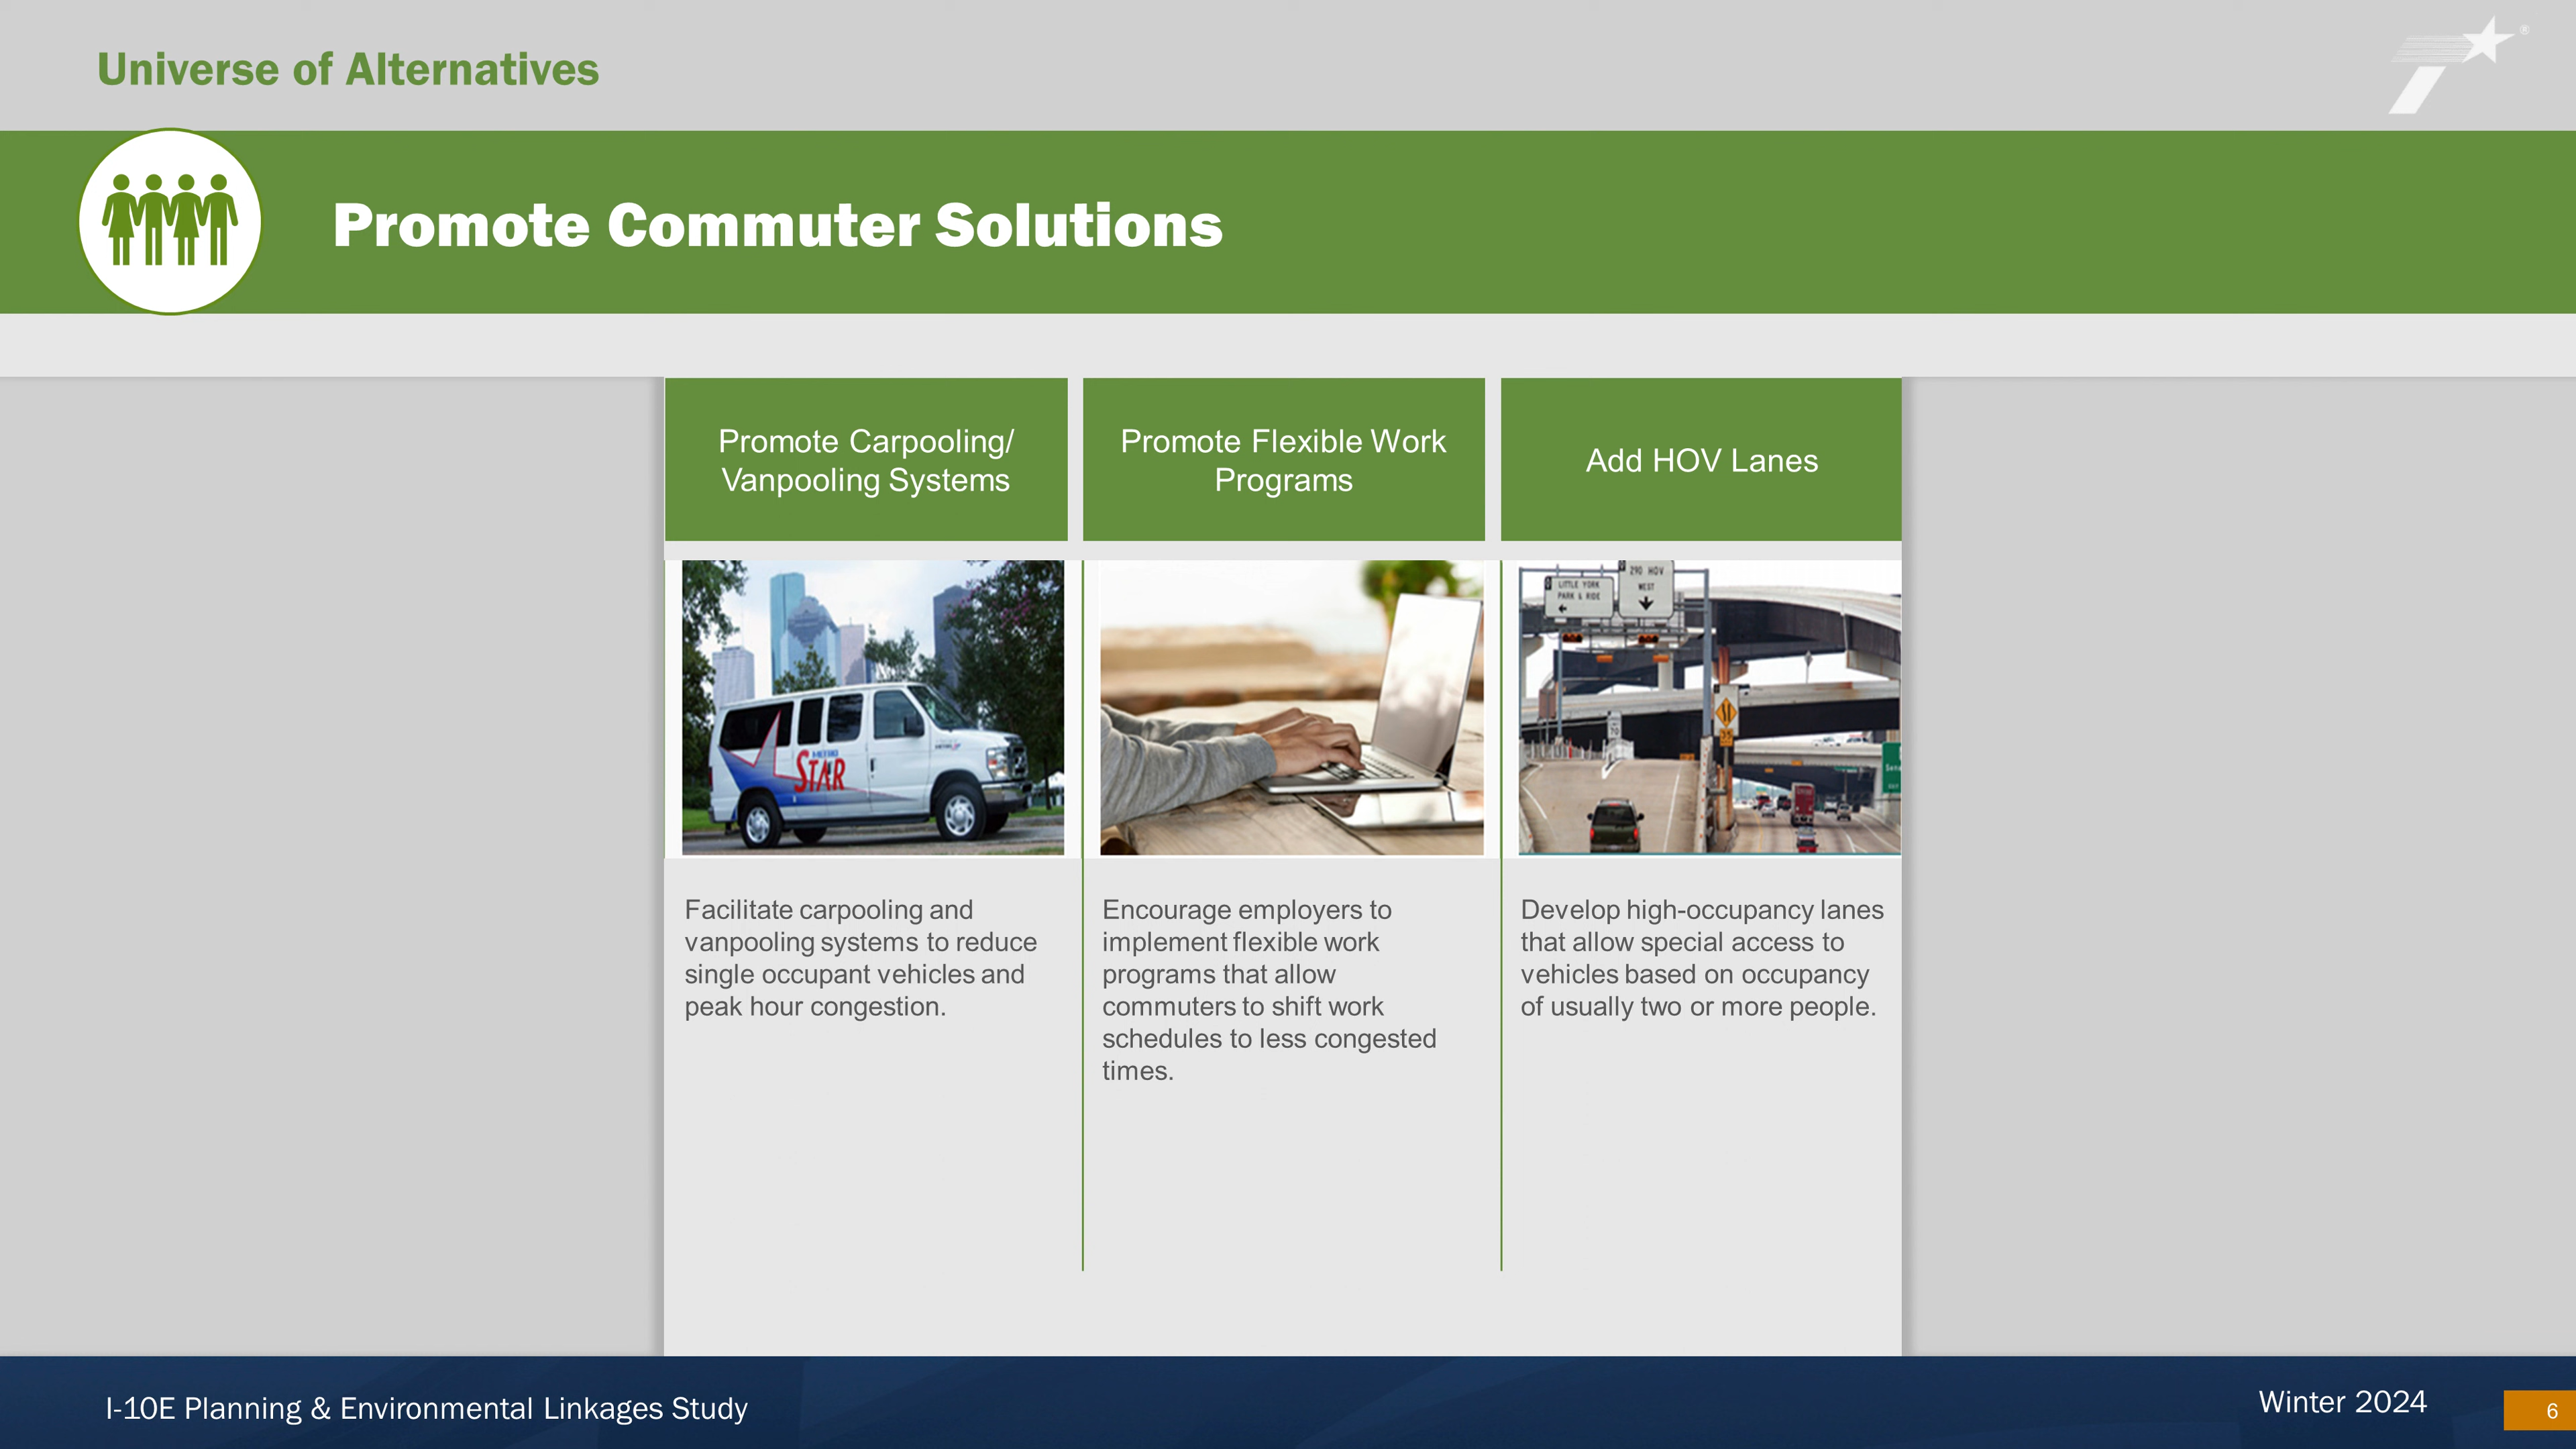 Universe of Alternatives
®
Promote Commuter Solutions
Promote Carpooling/
Vanpooling Systems
Promote Flexible Work
Programs
Add HOV Lanes
METRO
STAR
LITTLE YORK
PARK & RIDE
290 HOV
WEST
35
Facilitate carpooling and
vanpooling systems to reduce
single occupant vehicles and
peak hour congestion.
Encourage employers to
implement flexible work
programs that allow
commuters to shift work
schedules to less congested
times.
Develop high-occupancy lanes
that allow special access to
vehicles based on occupancy
of usually two or more people.
I-10E Planning & Environmental Linkages Study
Winter 2024
6